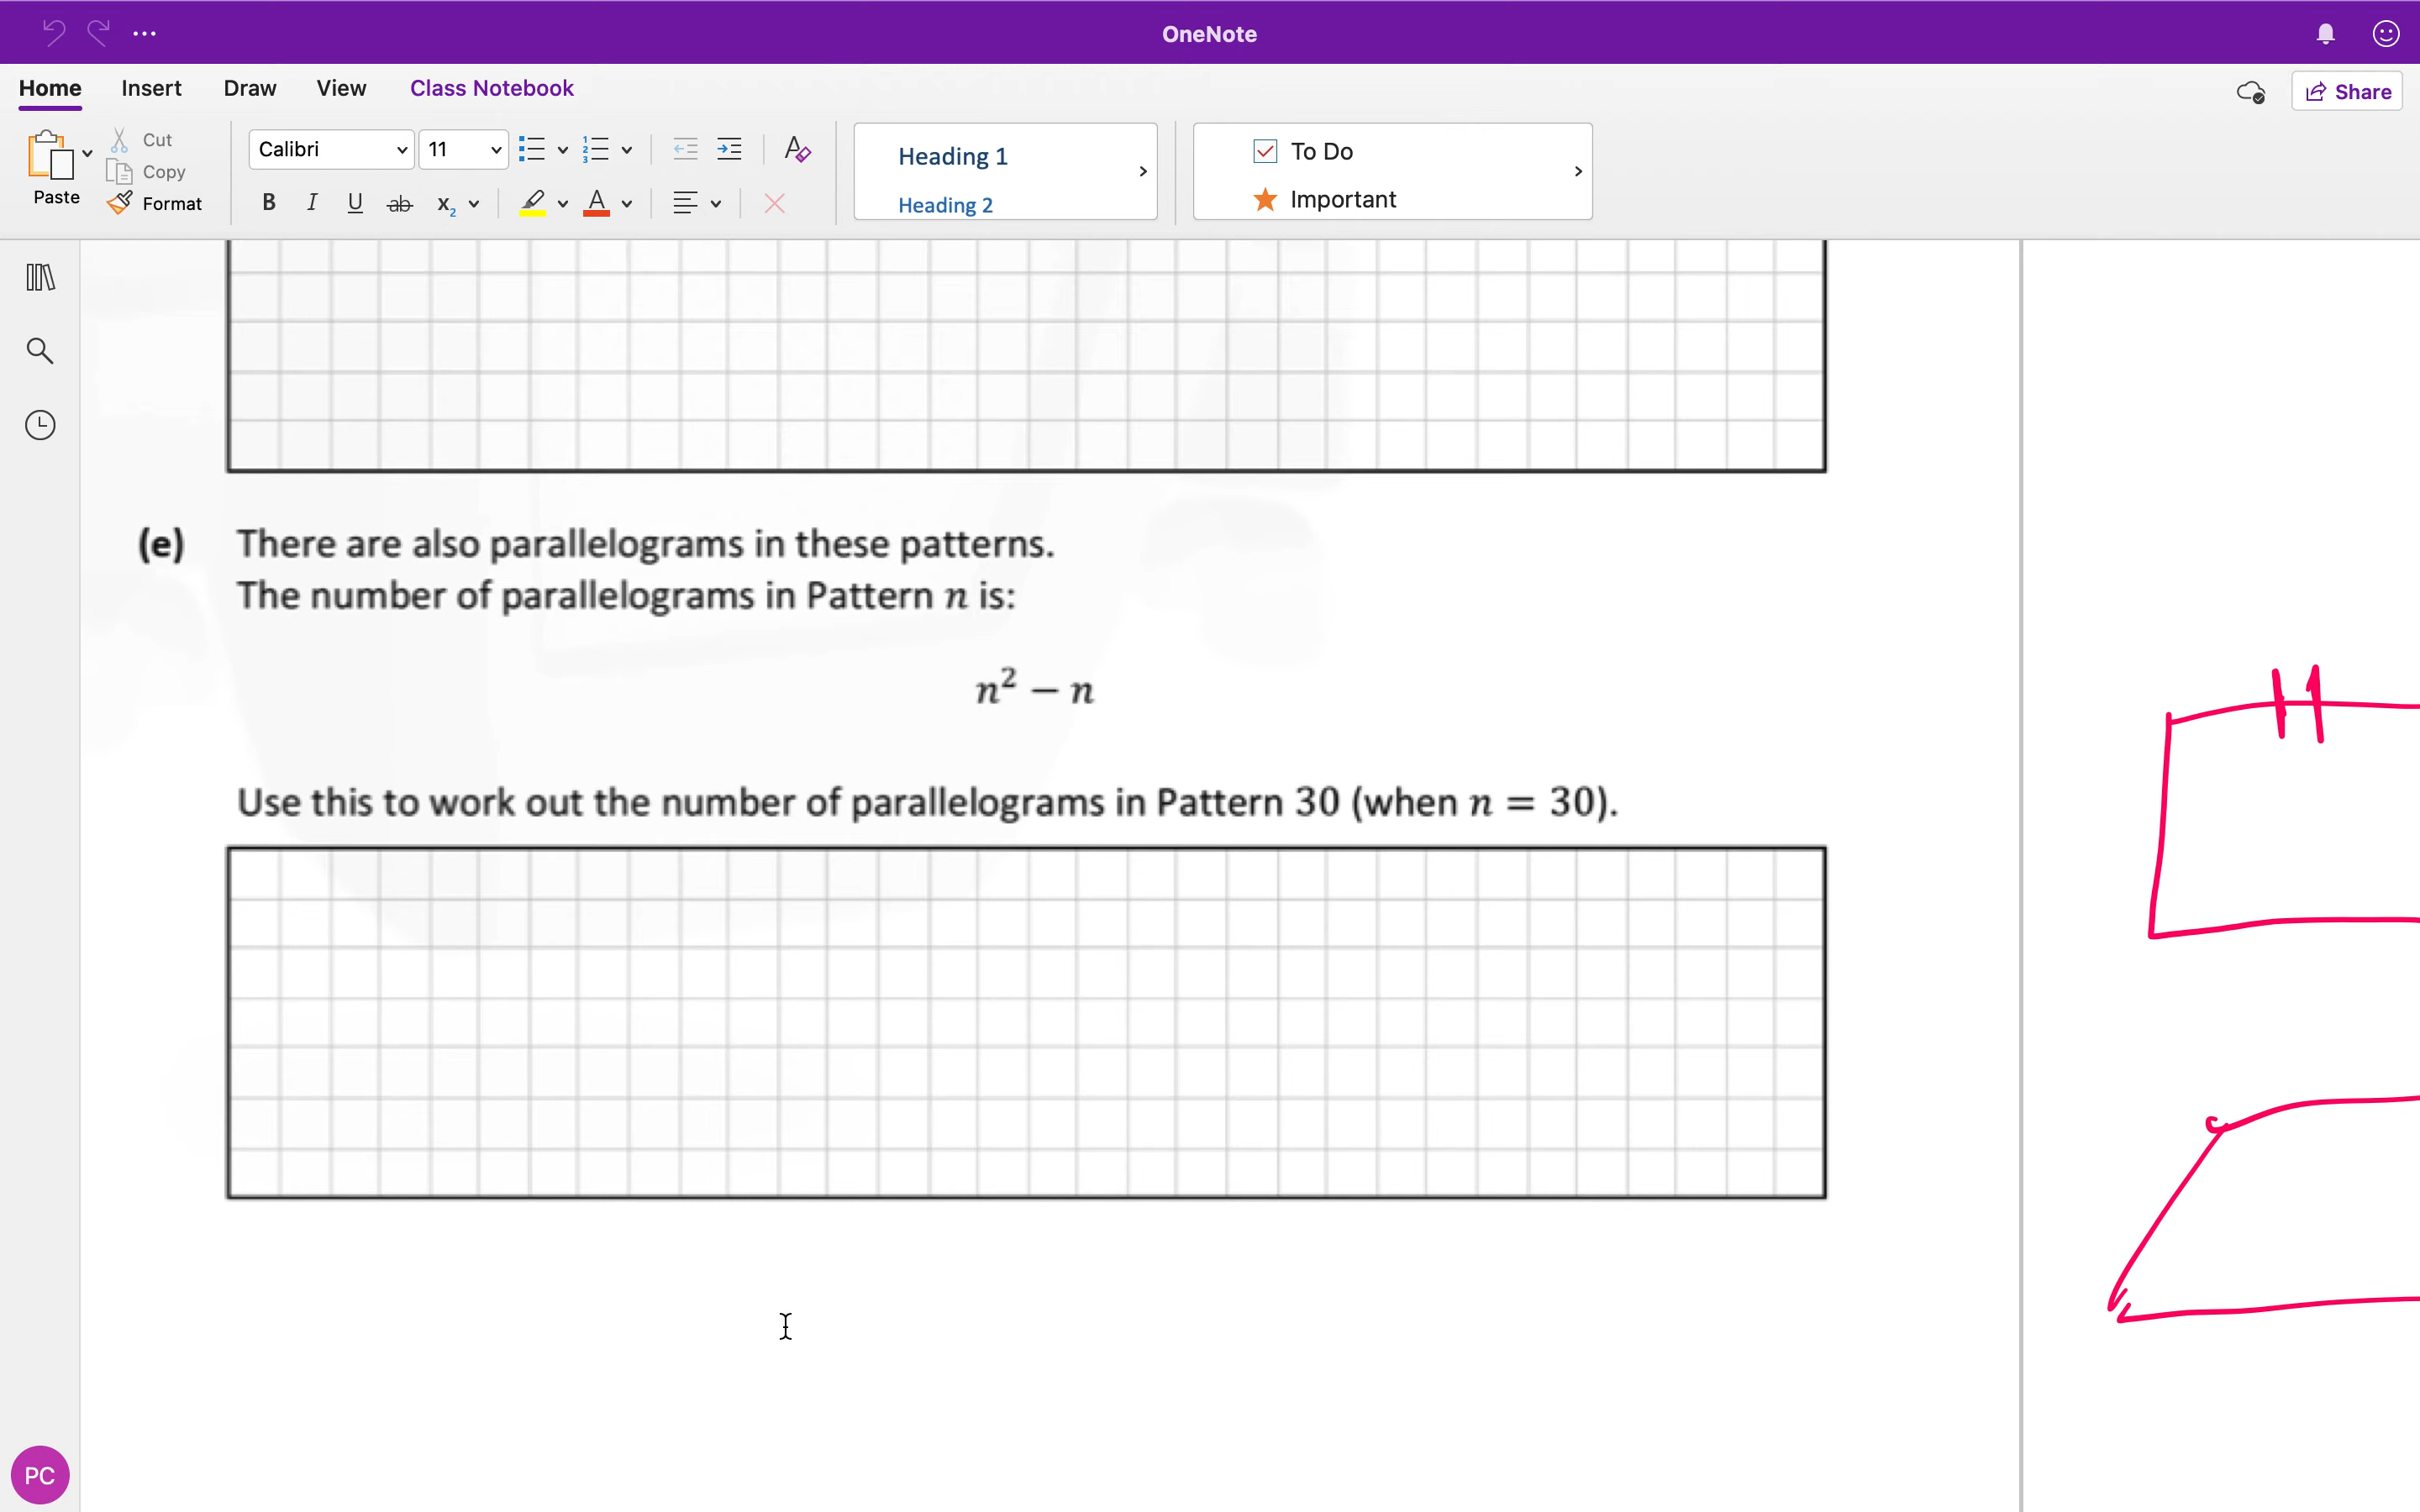 OneNote
Home Insert Draw View Class Notebook
Share
Paste
Cut
Copy
Format
Calibri 11
B I U ab x₂ A
Heading 1
Heading 2
To Do
Important
(e) There are also parallelograms in these patterns.
The number of parallelograms in Pattern n is:
n² − n
Use this to work out the number of parallelograms in Pattern 30 (when n = 30).
PC